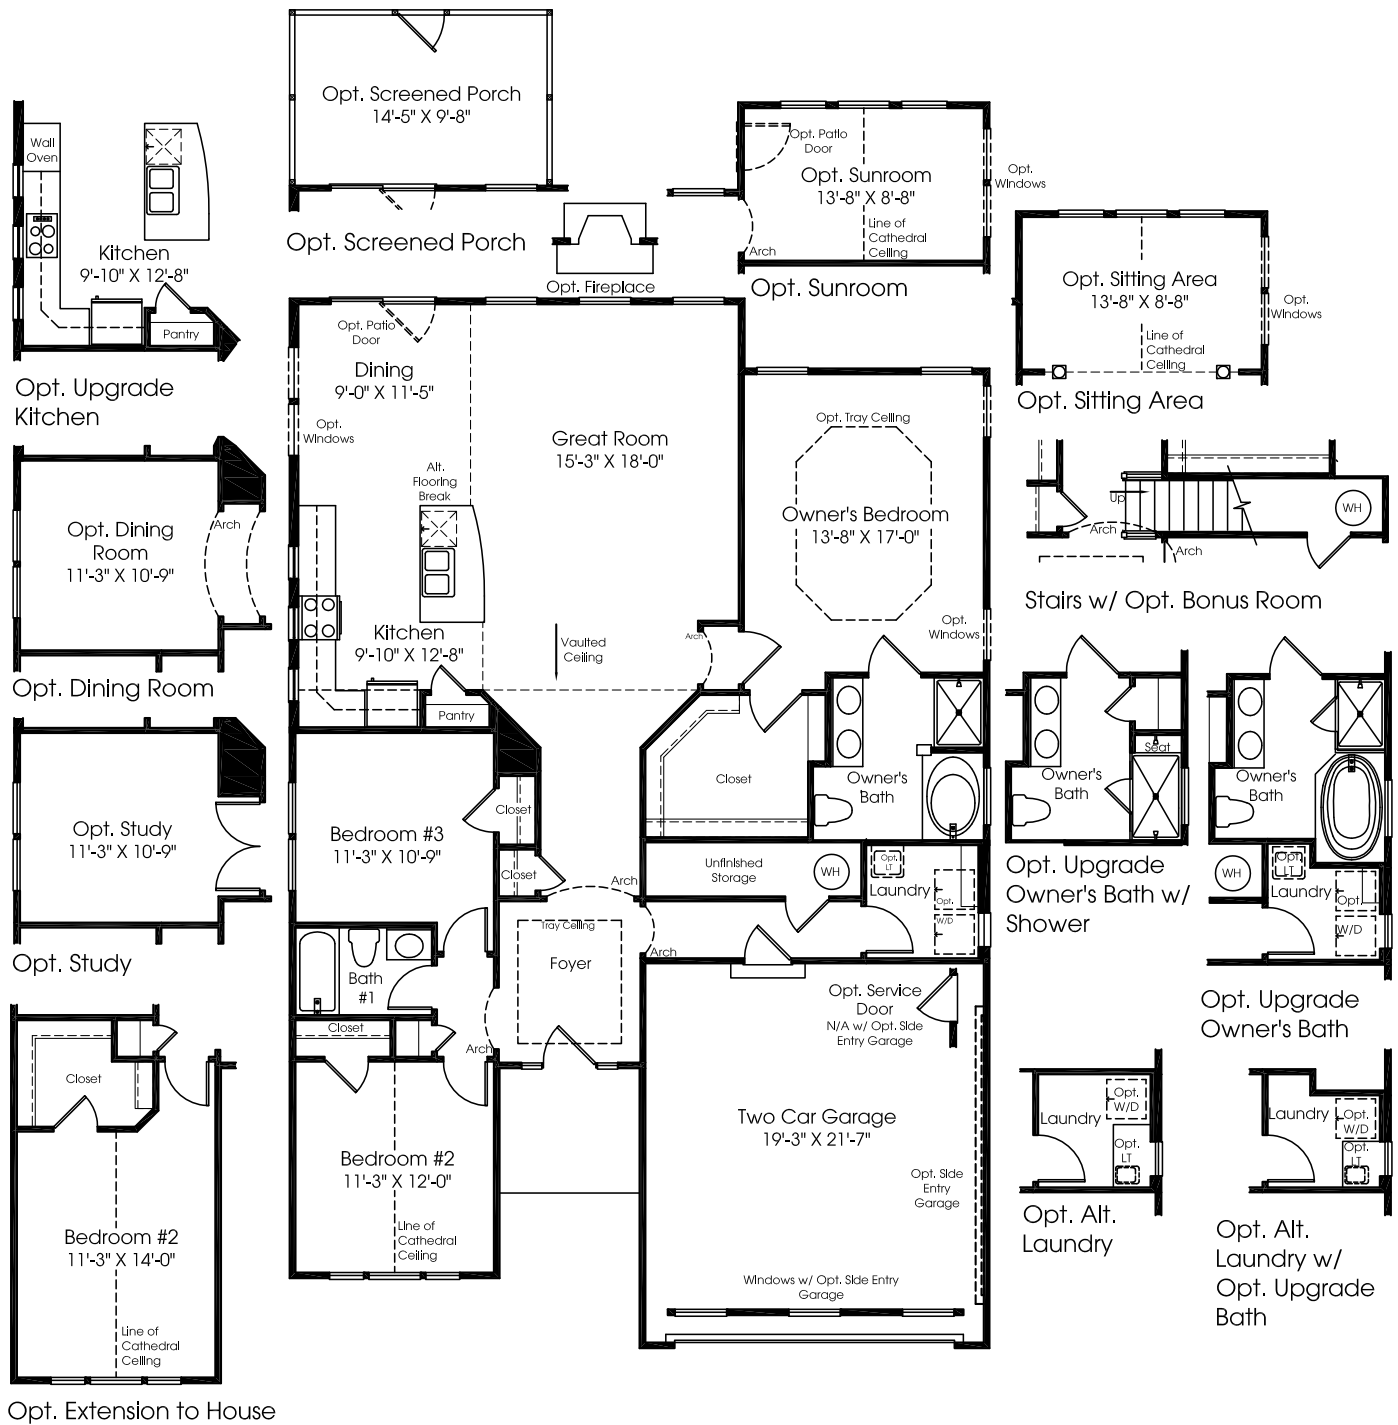 Opt. Screened Porch
14'-5" X 9'-8"
Opt. Screened Porch
Wall
Oven
Kitchen
9'-10" X 12'-8"
Pantry
Opt. Upgrade
Kitchen
Opt. Fireplace
Opt. Patio
Door
Opt. Sunroom
13'-8" X 8'-8"
Line of
Cathedral
Ceiling
Arch
Opt.
Windows
Opt. Sunroom
Opt. Sitting Area
13'-8" X 8'-8"
Line of
Cathedral
Ceiling
Opt.
Windows
Opt. Sitting Area
Opt. Patio
Door
Dining
9'-0" X 11'-5"
Opt.
Windows
Great Room
15'-3" X 18'-0"
Alt.
Flooring
Break
Opt. Tray Ceiling
Owner's Bedroom
13'-8" X 17'-0"
Opt.
Windows
Up
Arch
Arch
WH
Stairs w/ Opt. Bonus Room
Opt. Dining
Room
11'-3" X 10'-9"
Arch
Opt. Dining Room
Kitchen
9'-10" X 12'-8"
Pantry
Vaulted
Ceiling
Arch
Closet
Owner's
Bath
Owner's
Bath
Seat
Opt. Upgrade
Owner's Bath w/
Shower
Owner's
Bath
WH
Opt.
LT
Laundry
Opt.
W/D
Opt. Upgrade
Owner's Bath
Opt. Study
11'-3" X 10'-9"
Opt. Study
Bedroom #3
11'-3" X 10'-9"
Closet
Closet
Arch
Unfinished
Storage
WH
Opt.
LT
Laundry
Opt.
W/D
Tray Ceiling
Foyer
Arch
Bath
#1
Closet
Arch
Opt. Service
Door
N/A w/ Opt. Side
Entry Garage
Closet
Bedroom #2
11'-3" X 14'-0"
Line of
Cathedral
Ceiling
Opt. Extension to House
Bedroom #2
11'-3" X 12'-0"
Line of
Cathedral
Ceiling
Two Car Garage
19'-3" X 21'-7"
Opt. Side
Entry
Garage
Windows w/ Opt. Side Entry
Garage
Laundry
Opt.
W/D
Opt.
LT
Opt. Alt.
Laundry
Laundry
Opt.
W/D
Opt.
LT
Opt. Alt.
Laundry w/
Opt. Upgrade
Bath